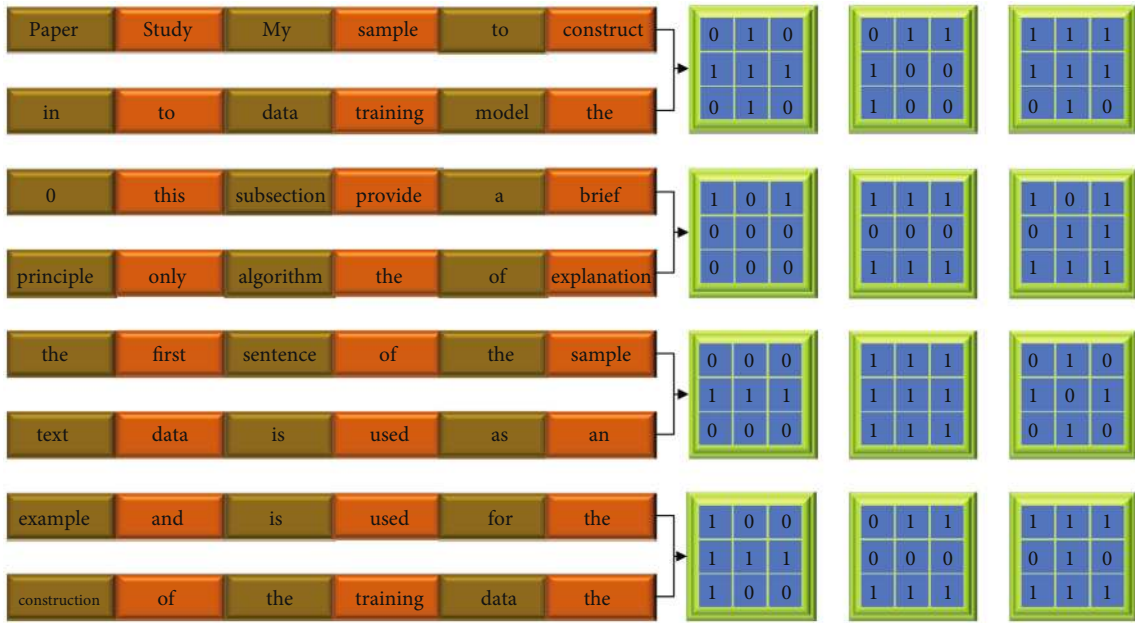 Paper Study My sample to construct
in to data training model the
0 1 0 0 1 1 1 1 1
1 1 1 1 0 0 1 1 1
0 1 0 1 0 0 0 1 0
0 this subsection provide a brief
principle only algorithm the of explanation
1 0 1 1 1 1 1 0 1
0 0 0 0 0 0 0 1 1
0 0 0 1 1 1 1 1 1
the first sentence of the sample
text data is used as an
0 0 0 1 1 1 0 1 0
1 1 1 1 1 1 1 0 1
0 0 0 1 1 1 0 1 0
example and is used for the
construction of the training data the
1 0 0 0 1 1 1 1 1
1 1 1 0 0 0 0 1 0
1 0 0 1 1 1 1 1 1